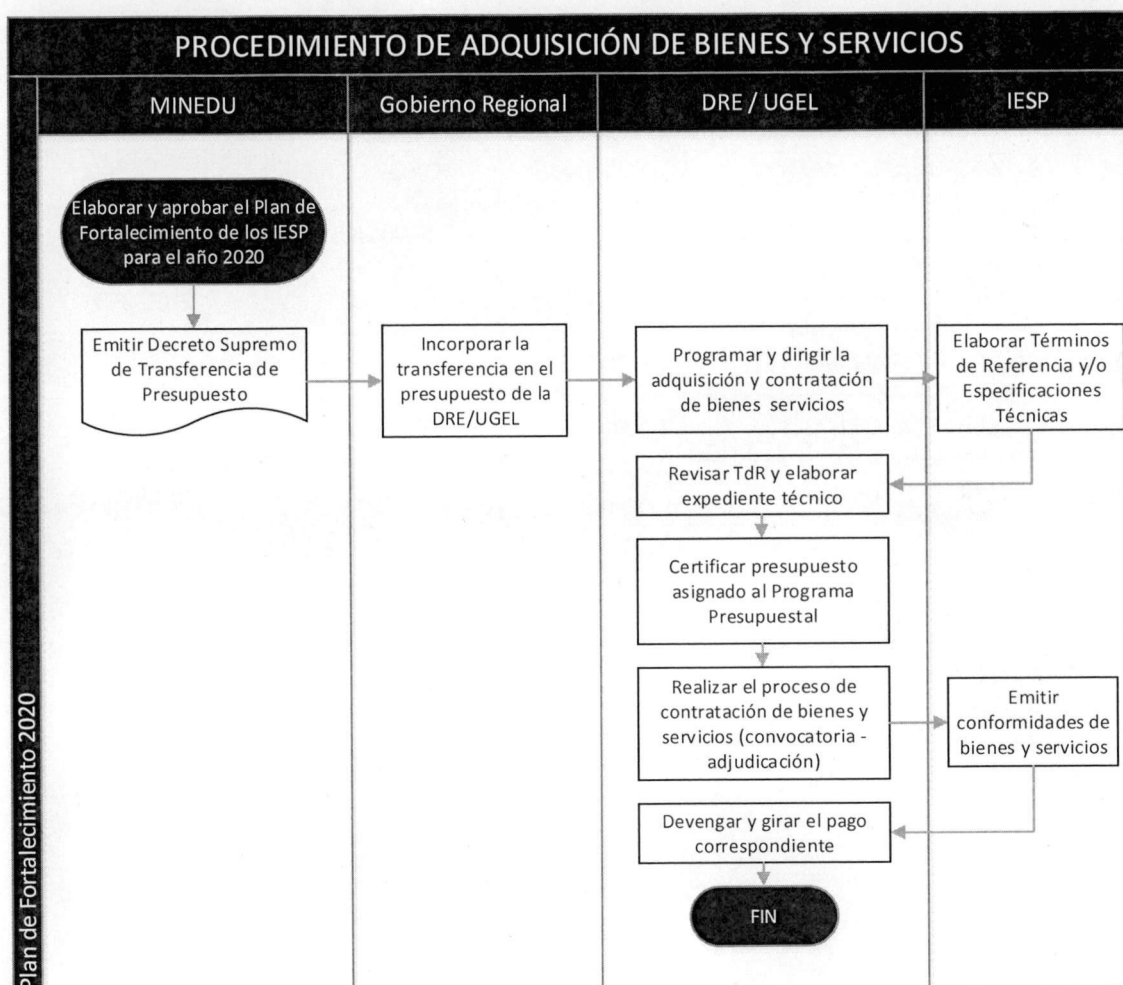 PROCEDIMIENTO DE ADQUISICIÓN DE BIENES Y SERVICIOS
MINEDU
Gobierno Regional
DRE / UGEL
IESP
Plan de Fortalecimiento 2020
Elaborar y aprobar el Plan de
Fortalecimiento de los IESP
para el año 2020
Emitir Decreto Supremo
de Transferencia de
Presupuesto
Incorporar la
transferencia en el
presupuesto de la
DRE/UGEL
Programar y dirigir la
adquisición y contratación
de bienes servicios
Elaborar Términos
de Referencia y/o
Especificaciones
Técnicas
Revisar TdR y elaborar
expediente técnico
Certificar presupuesto
asignado al Programa
Presupuestal
Realizar el proceso de
contratación de bienes y
servicios (convocatoria -
adjudicación)
Emitir
conformidades de
bienes y servicios
Devengar y girar el pago
correspondiente
FIN